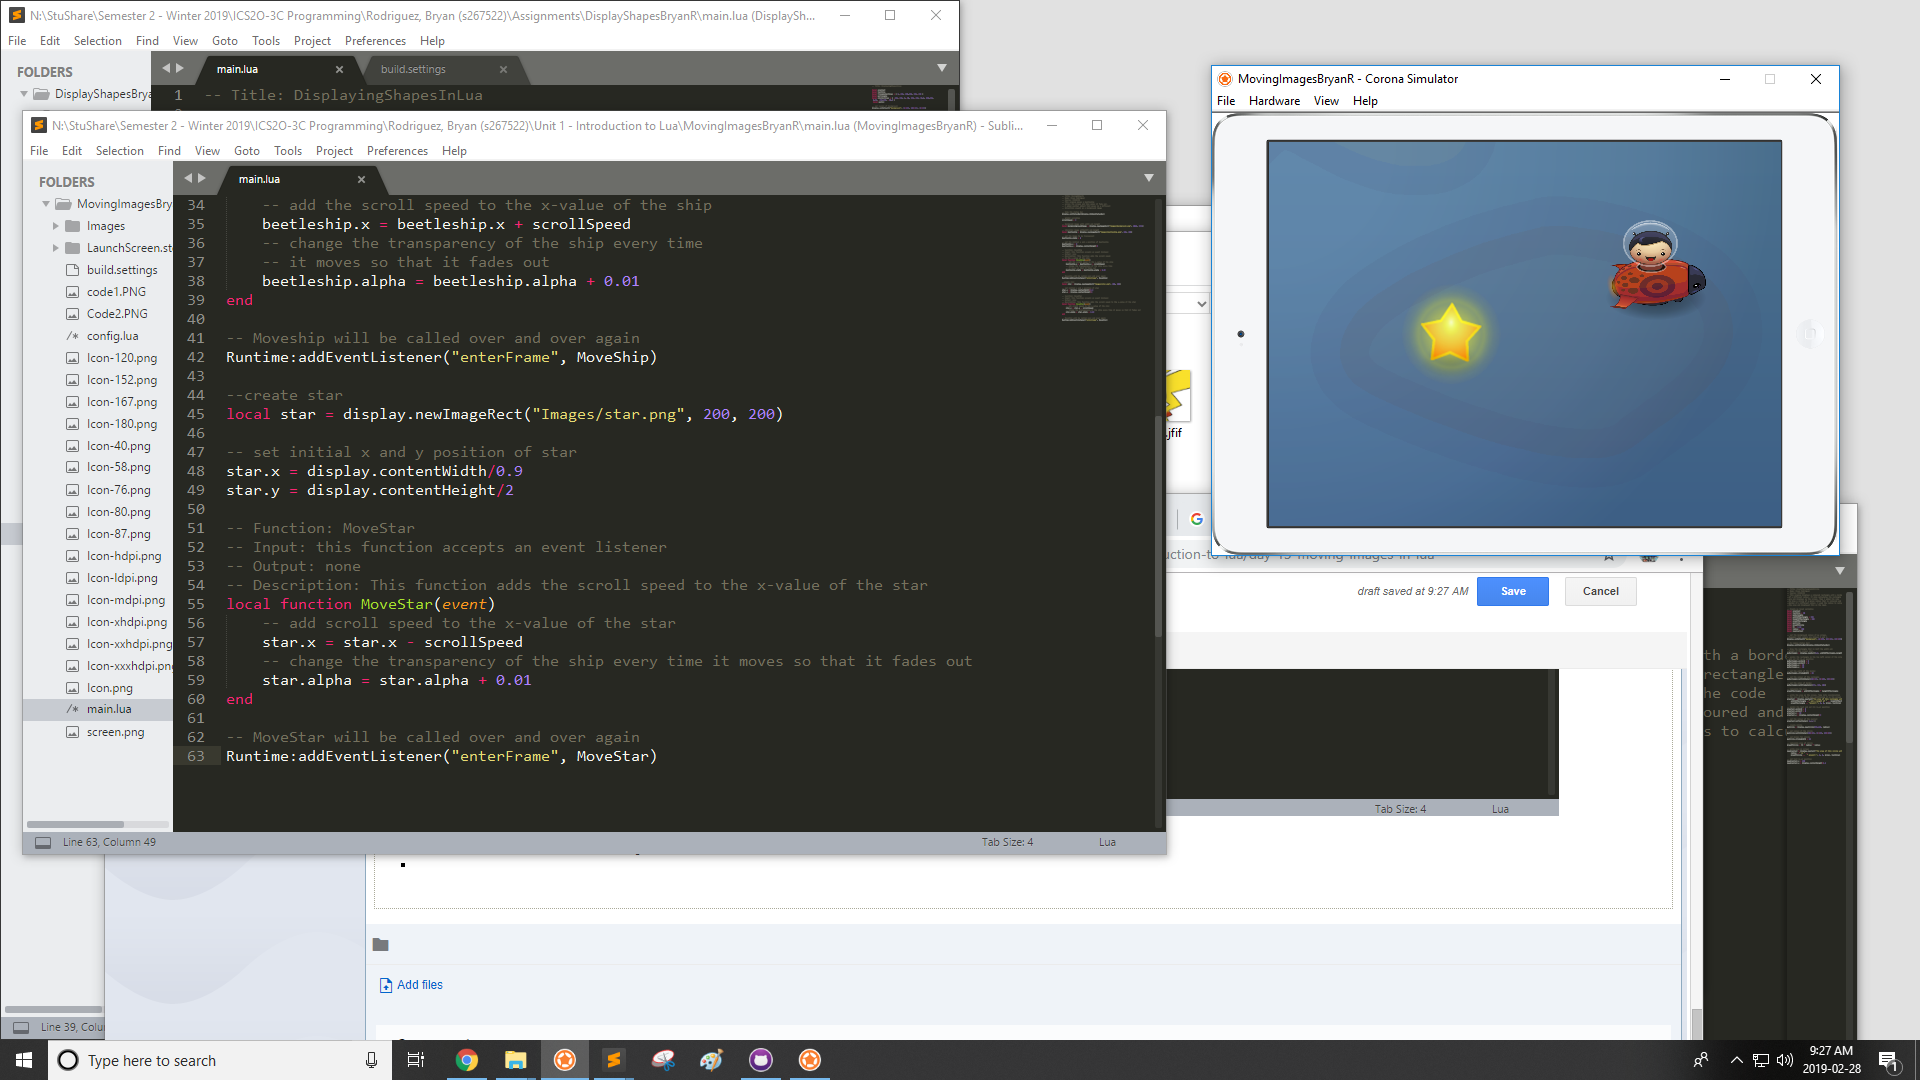 N:\StuShare\Semester 2 - Winter 2019\ICS2O-3C Programming\Rodriguez, Bryan (s267522)\Assignments\DisplayShapesBryanR\main.lua (DisplaySh...
File Edit Selection Find View Goto Tools Project Preferences Help
FOLDERS
DisplayShapesBrya
main.lua
build.settings
1 -- Title: DisplayingShapesInLua
N:\StuShare\Semester 2 - Winter 2019\ICS2O-3C Programming\Rodriguez, Bryan (s267522)\Unit 1 - Introduction to Lua\MovingImagesBryanR\main.lua (MovingImagesBryanR) - Subli...
File Edit Selection Find View Goto Tools Project Preferences Help
FOLDERS
MovingImagesBry
Images
LaunchScreen.st
build.settings
code1.PNG
Code2.PNG
config.lua
Icon-120.png
Icon-152.png
Icon-167.png
Icon-180.png
Icon-40.png
Icon-58.png
Icon-76.png
Icon-80.png
Icon-87.png
Icon-hdpi.png
Icon-ldpi.png
Icon-mdpi.png
Icon-xhdpi.png
Icon-xxhdpi.png
Icon-xxxhdpi.pn
Icon.png
main.lua
screen.png
main.lua
34 -- add the scroll speed to the x-value of the ship
35 beetleship.x = beetleship.x + scrollSpeed
36 -- change the transparency of the ship every time
37 -- it moves so that it fades out
38 beetleship.alpha = beetleship.alpha + 0.01
39 end
40
41 -- Moveship will be called over and over again
42 Runtime:addEventListener("enterFrame", MoveShip)
43
44 --create star
45 local star = display.newImageRect("Images/star.png", 200, 200)
46
47 -- set initial x and y position of star
48 star.x = display.contentWidth/0.9
49 star.y = display.contentHeight/2
50
51 -- Function: MoveStar
52 -- Input: this function accepts an event listener
53 -- Output: none
54 -- Description: This function adds the scroll speed to the x-value of the star
55 local function MoveStar(event)
56 -- add scroll speed to the x-value of the star
57 star.x = star.x - scrollSpeed
58 -- change the transparency of the ship every time it moves so that it fades out
59 star.alpha = star.alpha + 0.01
60 end
61
62 -- MoveStar will be called over and over again
63 Runtime:addEventListener("enterFrame", MoveStar)
Line 63, Column 49
Tab Size: 4
Lua
MovingImagesBryanR - Corona Simulator
File Hardware View Help
.jfif
draft saved at 9:27 AM
Save
Cancel
th a bord
rectangle
he code
oured and
s to calc
Tab Size: 4
Lua
Add files
Line 39, Colu
Type here to search
9:27 AM
2019-02-28
1